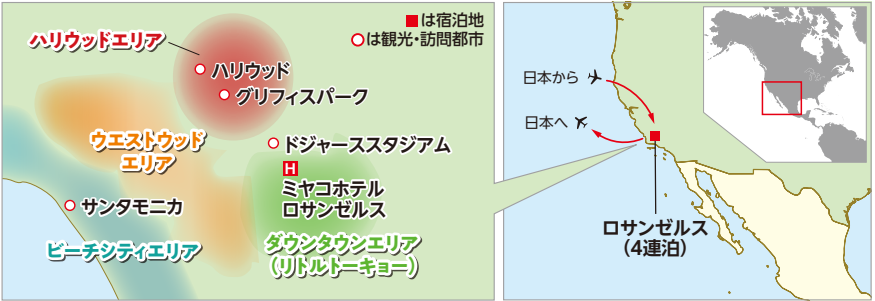 ■は宿泊地
○は観光・訪問都市
ハリウッドエリア
ハリウッド
グリフィスパーク
ウエストウッド
エリア
ドジャーススタジアム
H
ミヤコホテル
ロサンゼルス
サンタモニカ
ビーチシティエリア
ダウンタウンエリア
（リトルトーキョー）
日本から
日本へ
ロサンゼルス
（4連泊）